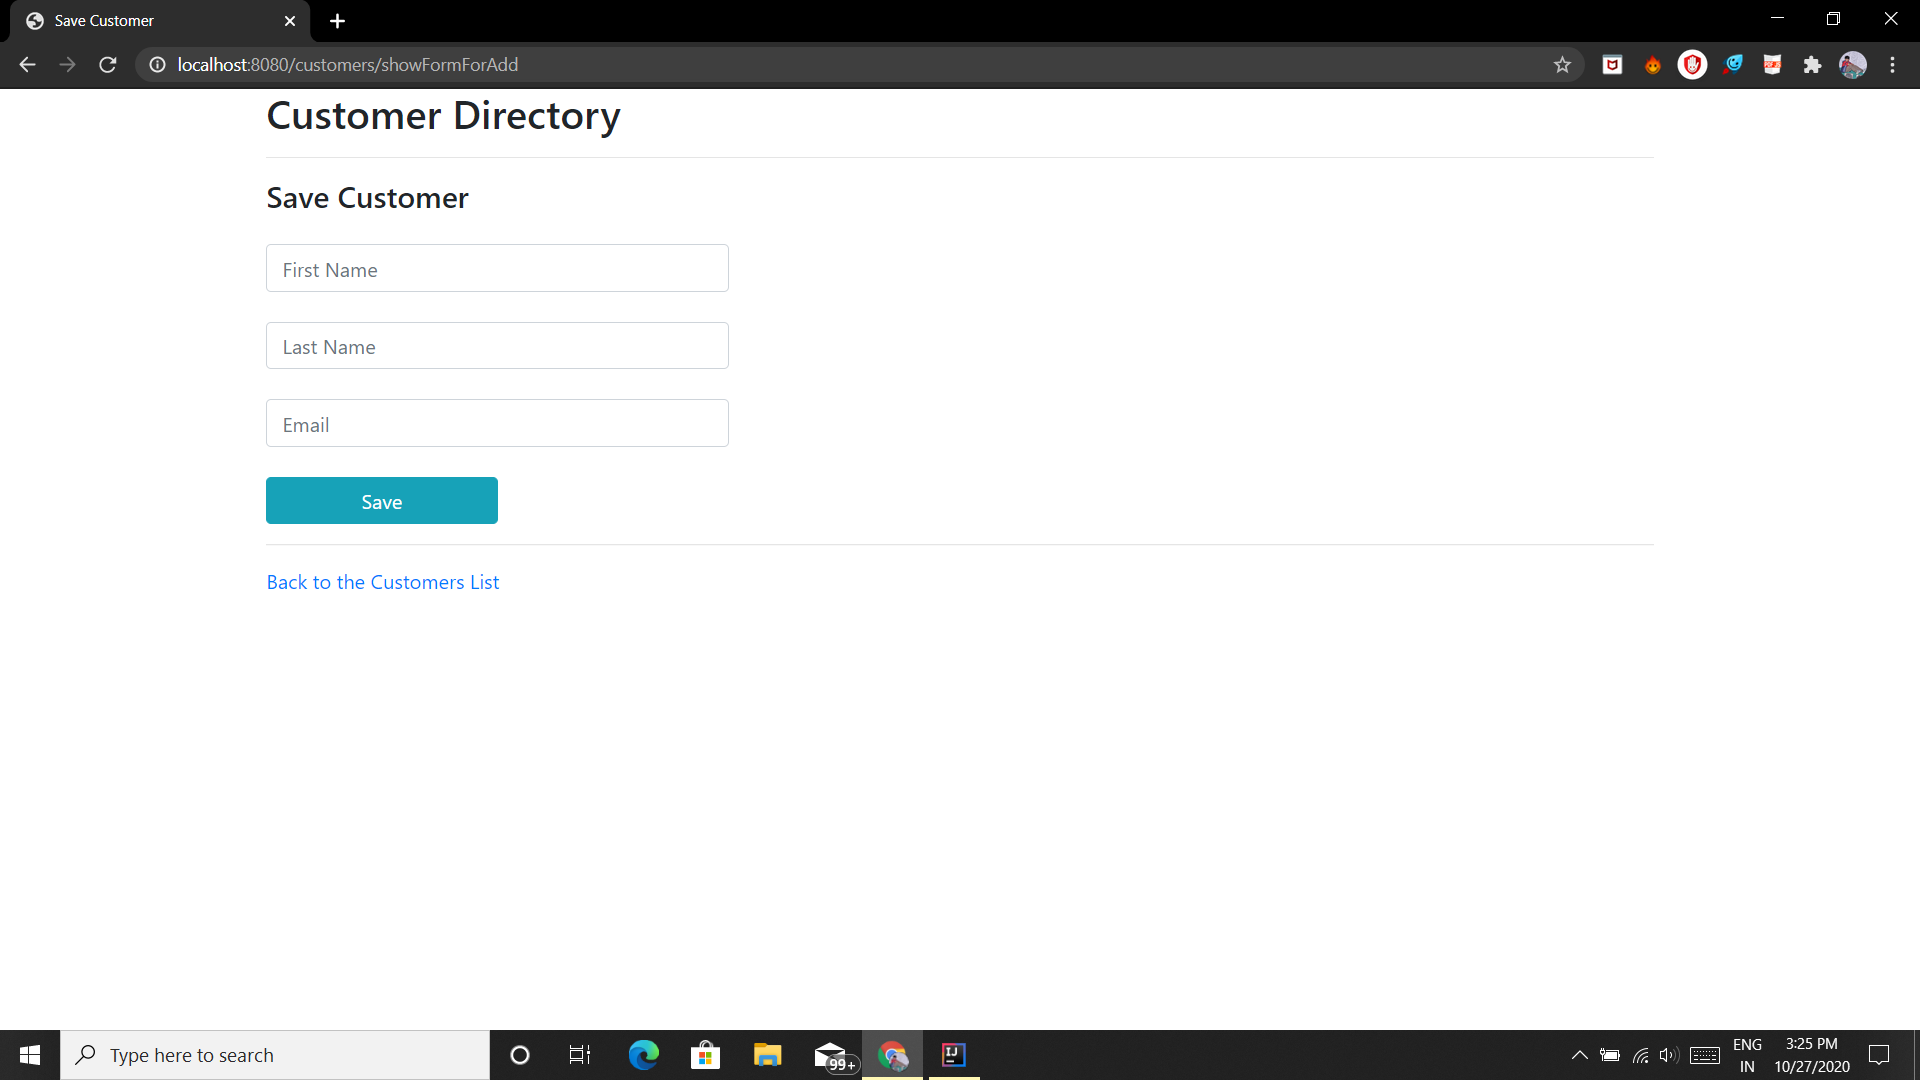 Save Customer
localhost:8080/customers/showFormForAdd
Customer Directory
Save Customer
First Name
Last Name
Email
Save
Back to the Customers List
Type here to search
99+
IJ
ENG
IN
3:25 PM
10/27/2020